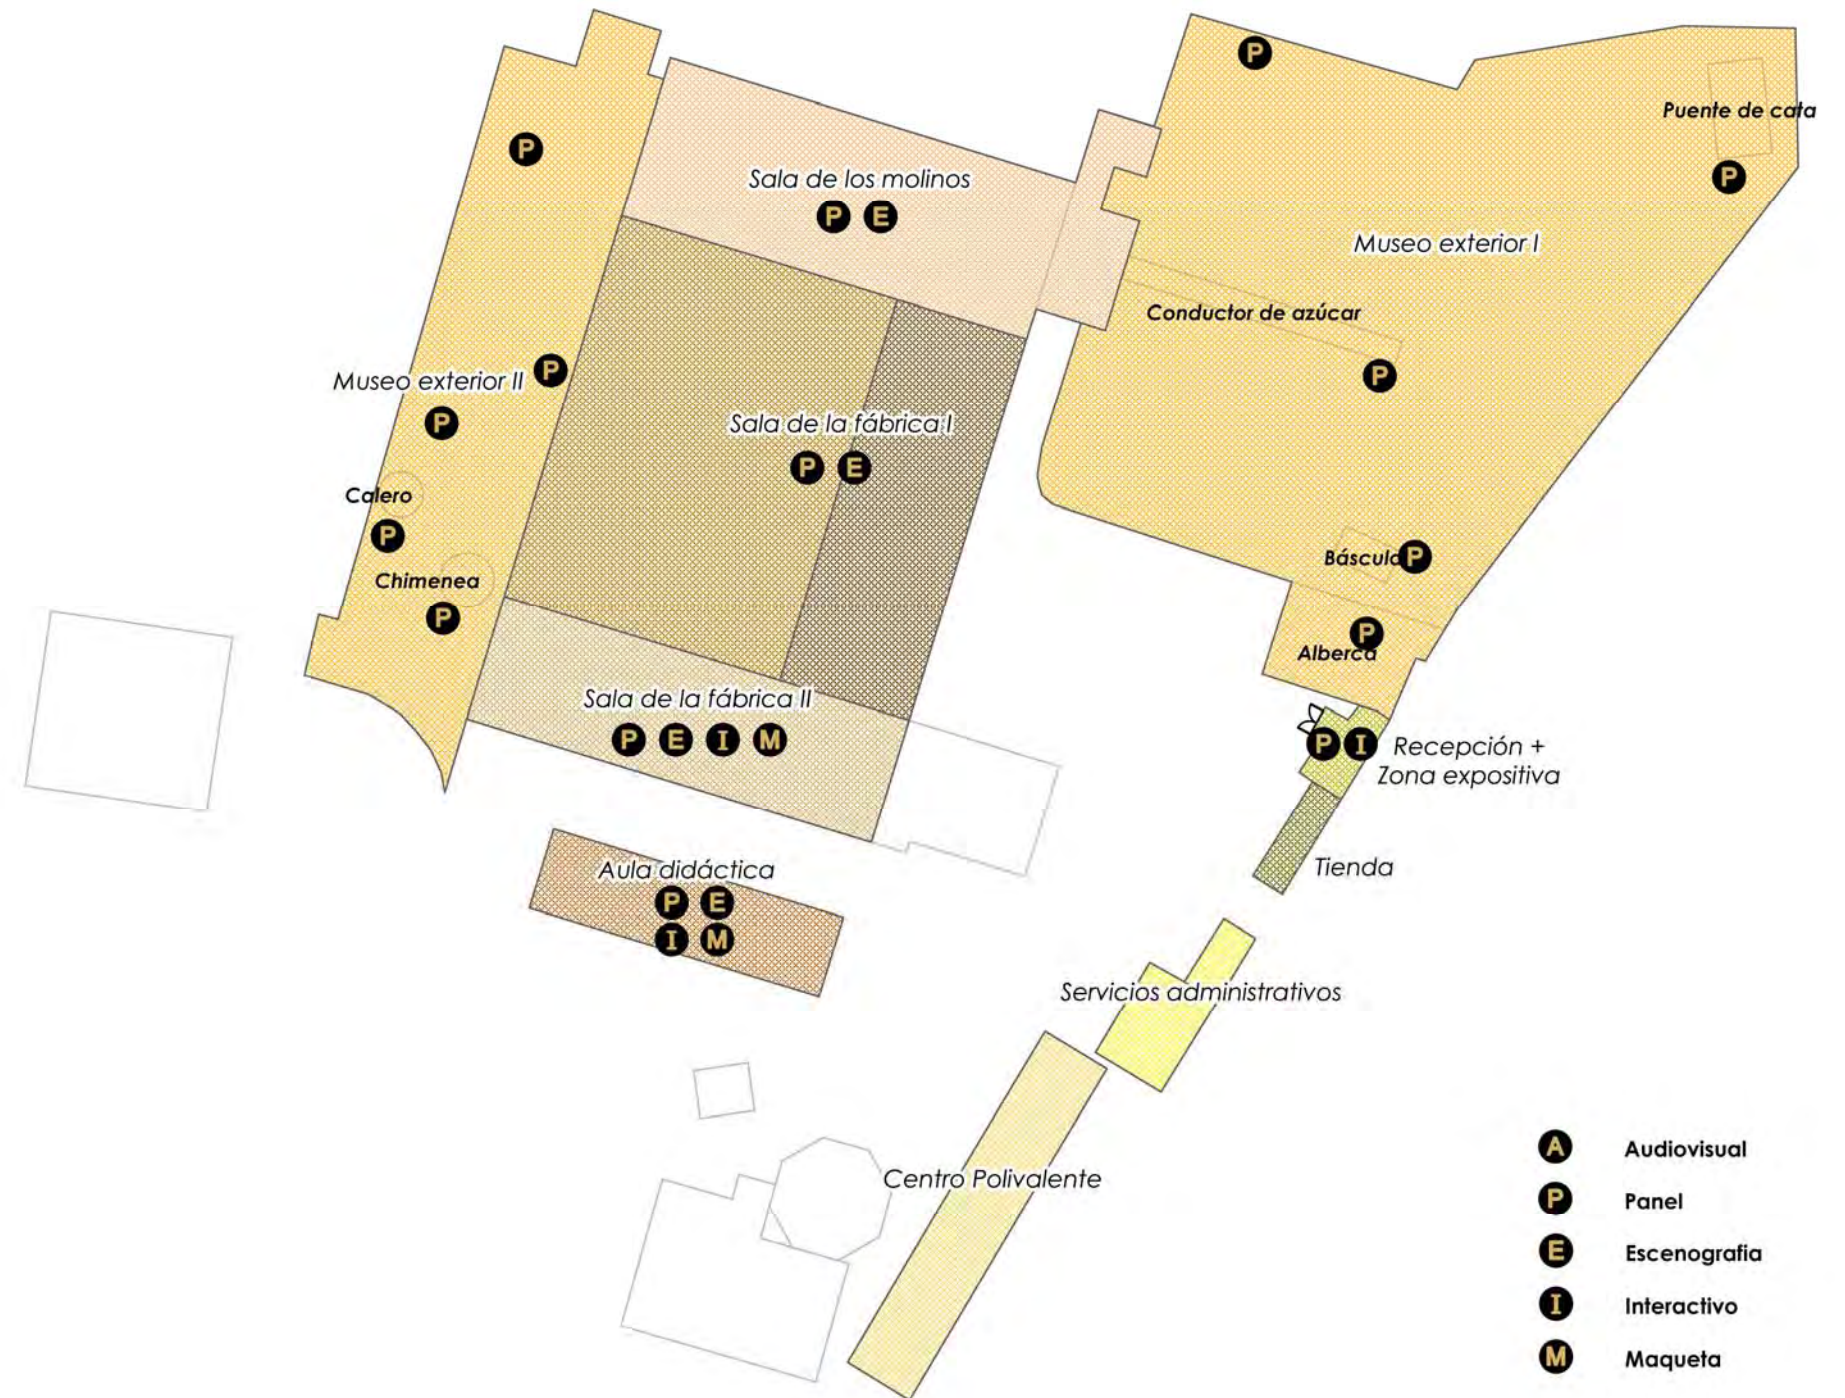 P
Puente de cata
P
P
Sala de los molinos
P E
Museo exterior I
Conductor de azúcar
P
Museo exterior II
P
P
Sala de la fábrica I
P E
Calero
P
Chimenea
P
Báscula P
P
Alberca
Sala de la fábrica II
P E I M
P I
Recepción +
Zona expositiva
Tienda
Aula didáctica
P E
I M
Servicios administrativos
Centro Polivalente
A Audiovisual
P Panel
E Escenografia
I Interactivo
M Maqueta